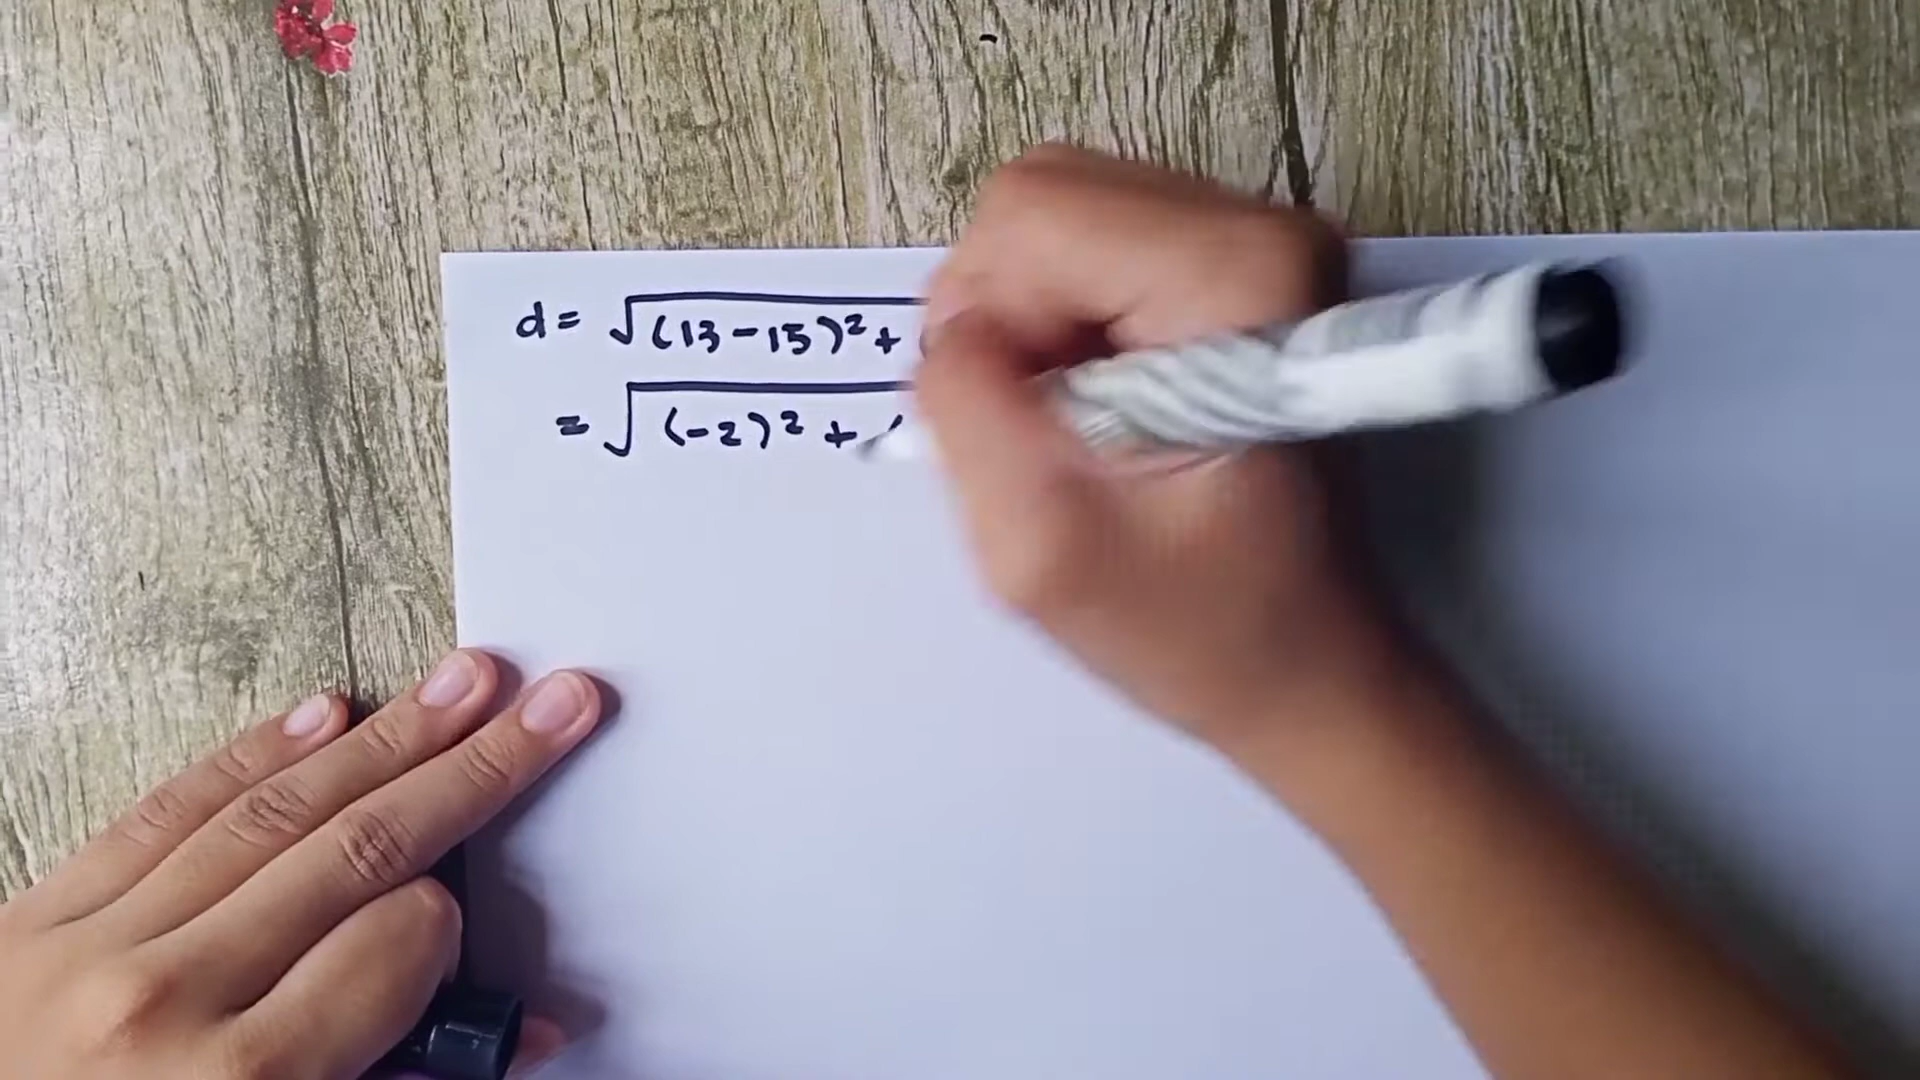 d = √(13-15)² +
= √(-2)² + (